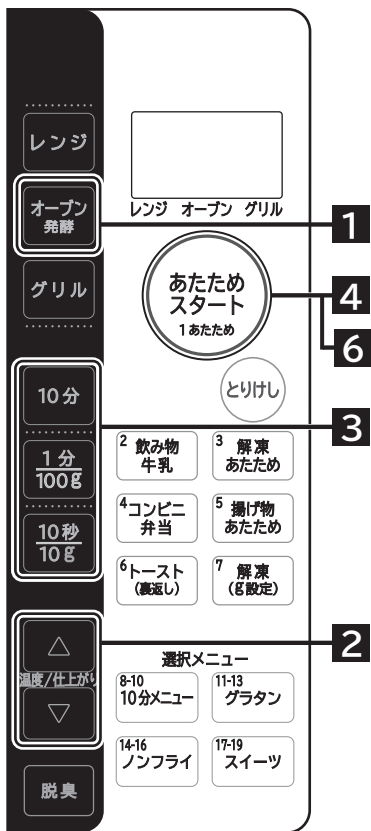 レンジ
オーブン
発酵
グリル
10分
1分
100g
10秒
10g
△
温度/仕上がり
▽
脱臭
レンジ オーブン グリル
あたため
スタート
1あたため
とりけし
2 飲み物
牛乳
3 解凍
あたため
4コンビニ
弁当
5 揚げ物
あたため
6トースト
(裏返し)
7 解凍
(g設定)
選択メニュー
8-10
10分メニュー
11-13
グラタン
14-16
ノンフライ
17-19
スイーツ
1
4
6
3
2